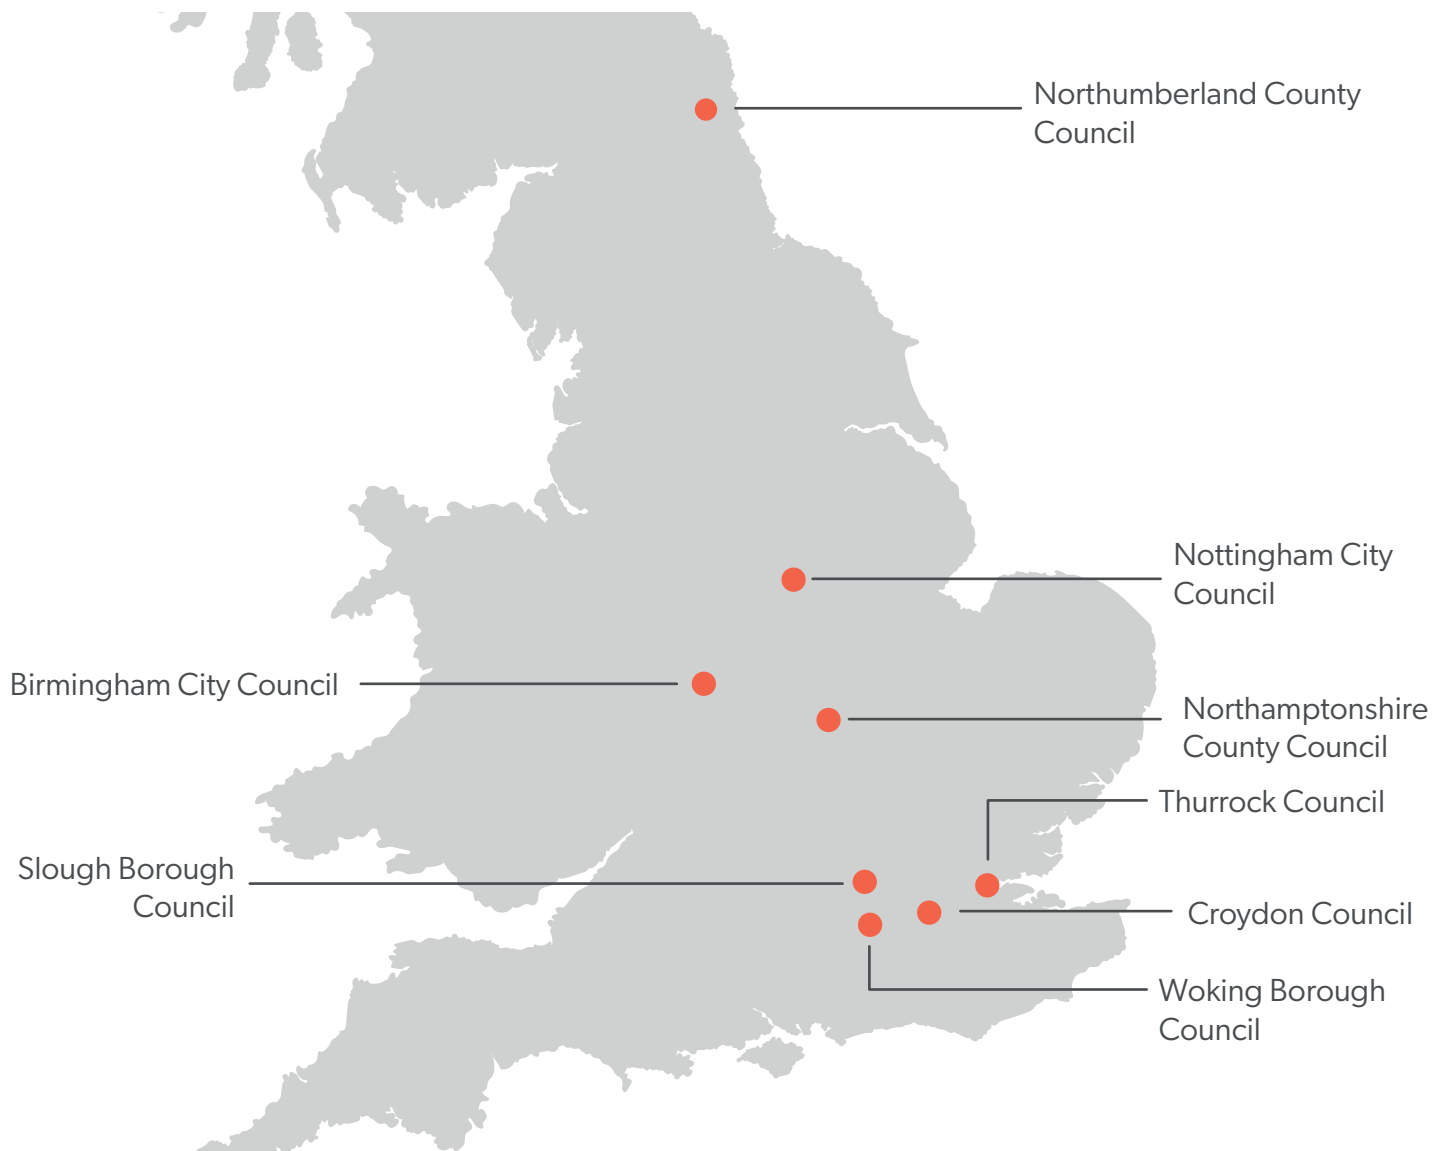 Northumberland County
Council
Nottingham City
Council
Birmingham City Council
Northamptonshire
County Council
Thurrock Council
Slough Borough
Council
Croydon Council
Woking Borough
Council